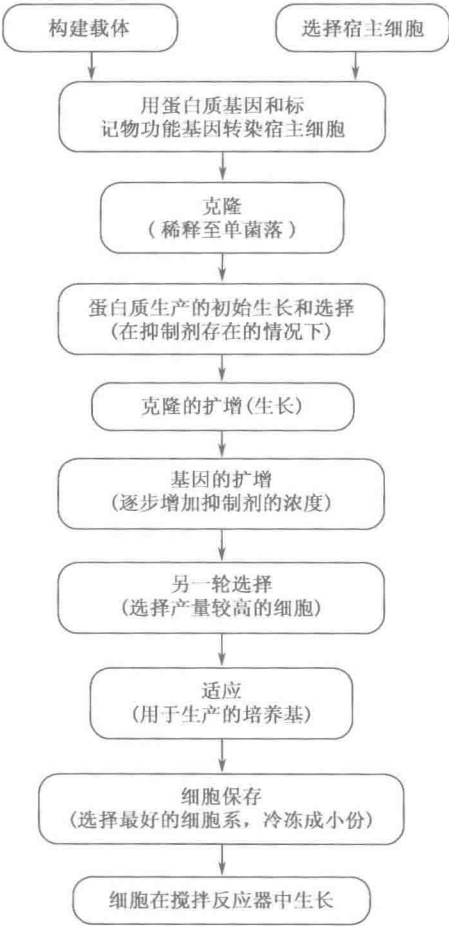 构建载体
选择宿主细胞
用蛋白质基因和标
记物功能基因转染宿主细胞
克隆
(稀释至单菌落)
蛋白质生产的初始生长和选择
(在抑制剂存在的情况下)
克隆的扩增(生长)
基因的扩增
(逐步增加抑制剂的浓度)
另一轮选择
(选择产量较高的细胞)
适应
(用于生产的培养基)
细胞保存
(选择最好的细胞系，冷冻成小份)
细胞在搅拌反应器中生长